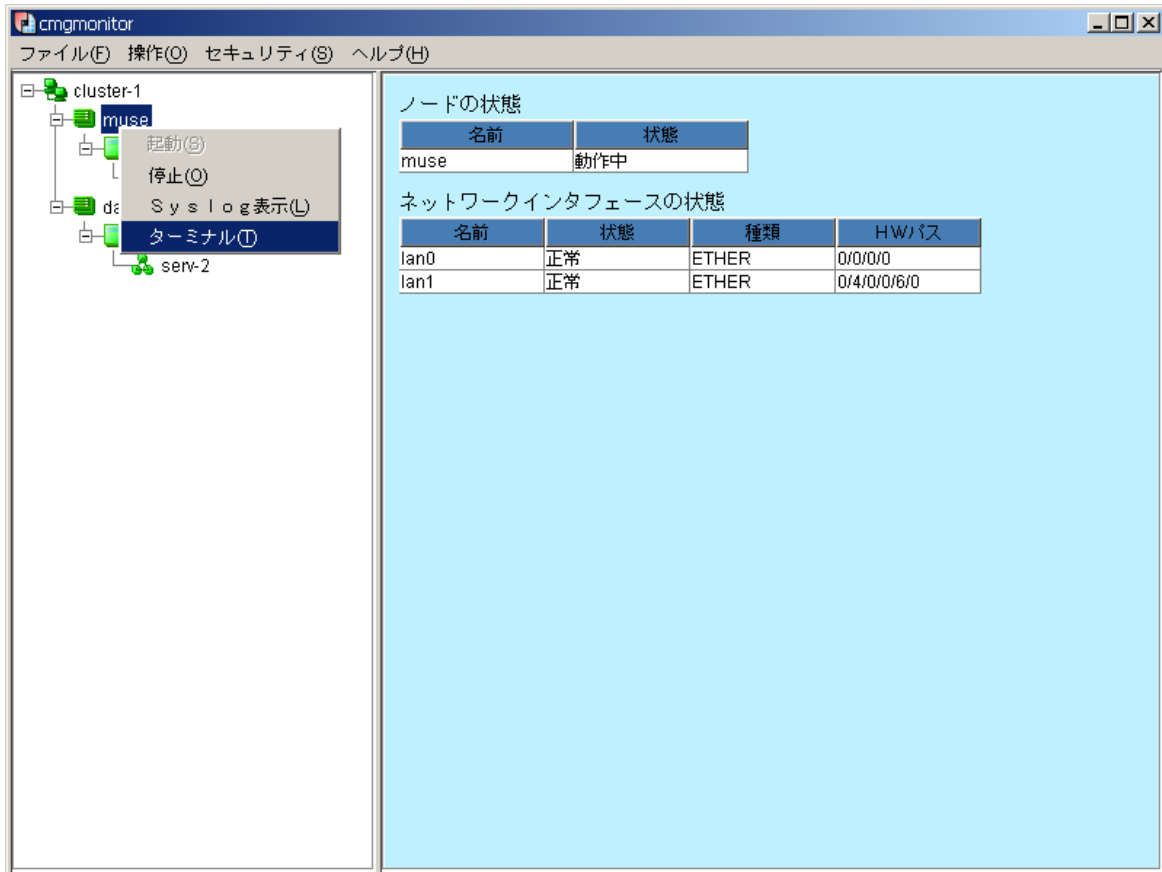 cmgmonitor
ファイル(F) 操作(O) セキュリティ(S) ヘルプ(H)
cluster-1
muse
起動(S)
停止(O)
Ｓｙｓｌｏｇ表示(L)
ターミナル(T)
serv-2
ノードの状態
名前 状態
muse 動作中
ネットワークインタフェースの状態
名前 状態 種類 ＨＷパス
lan0 正常 ETHER 0/0/0/0
lan1 正常 ETHER 0/4/0/0/6/0